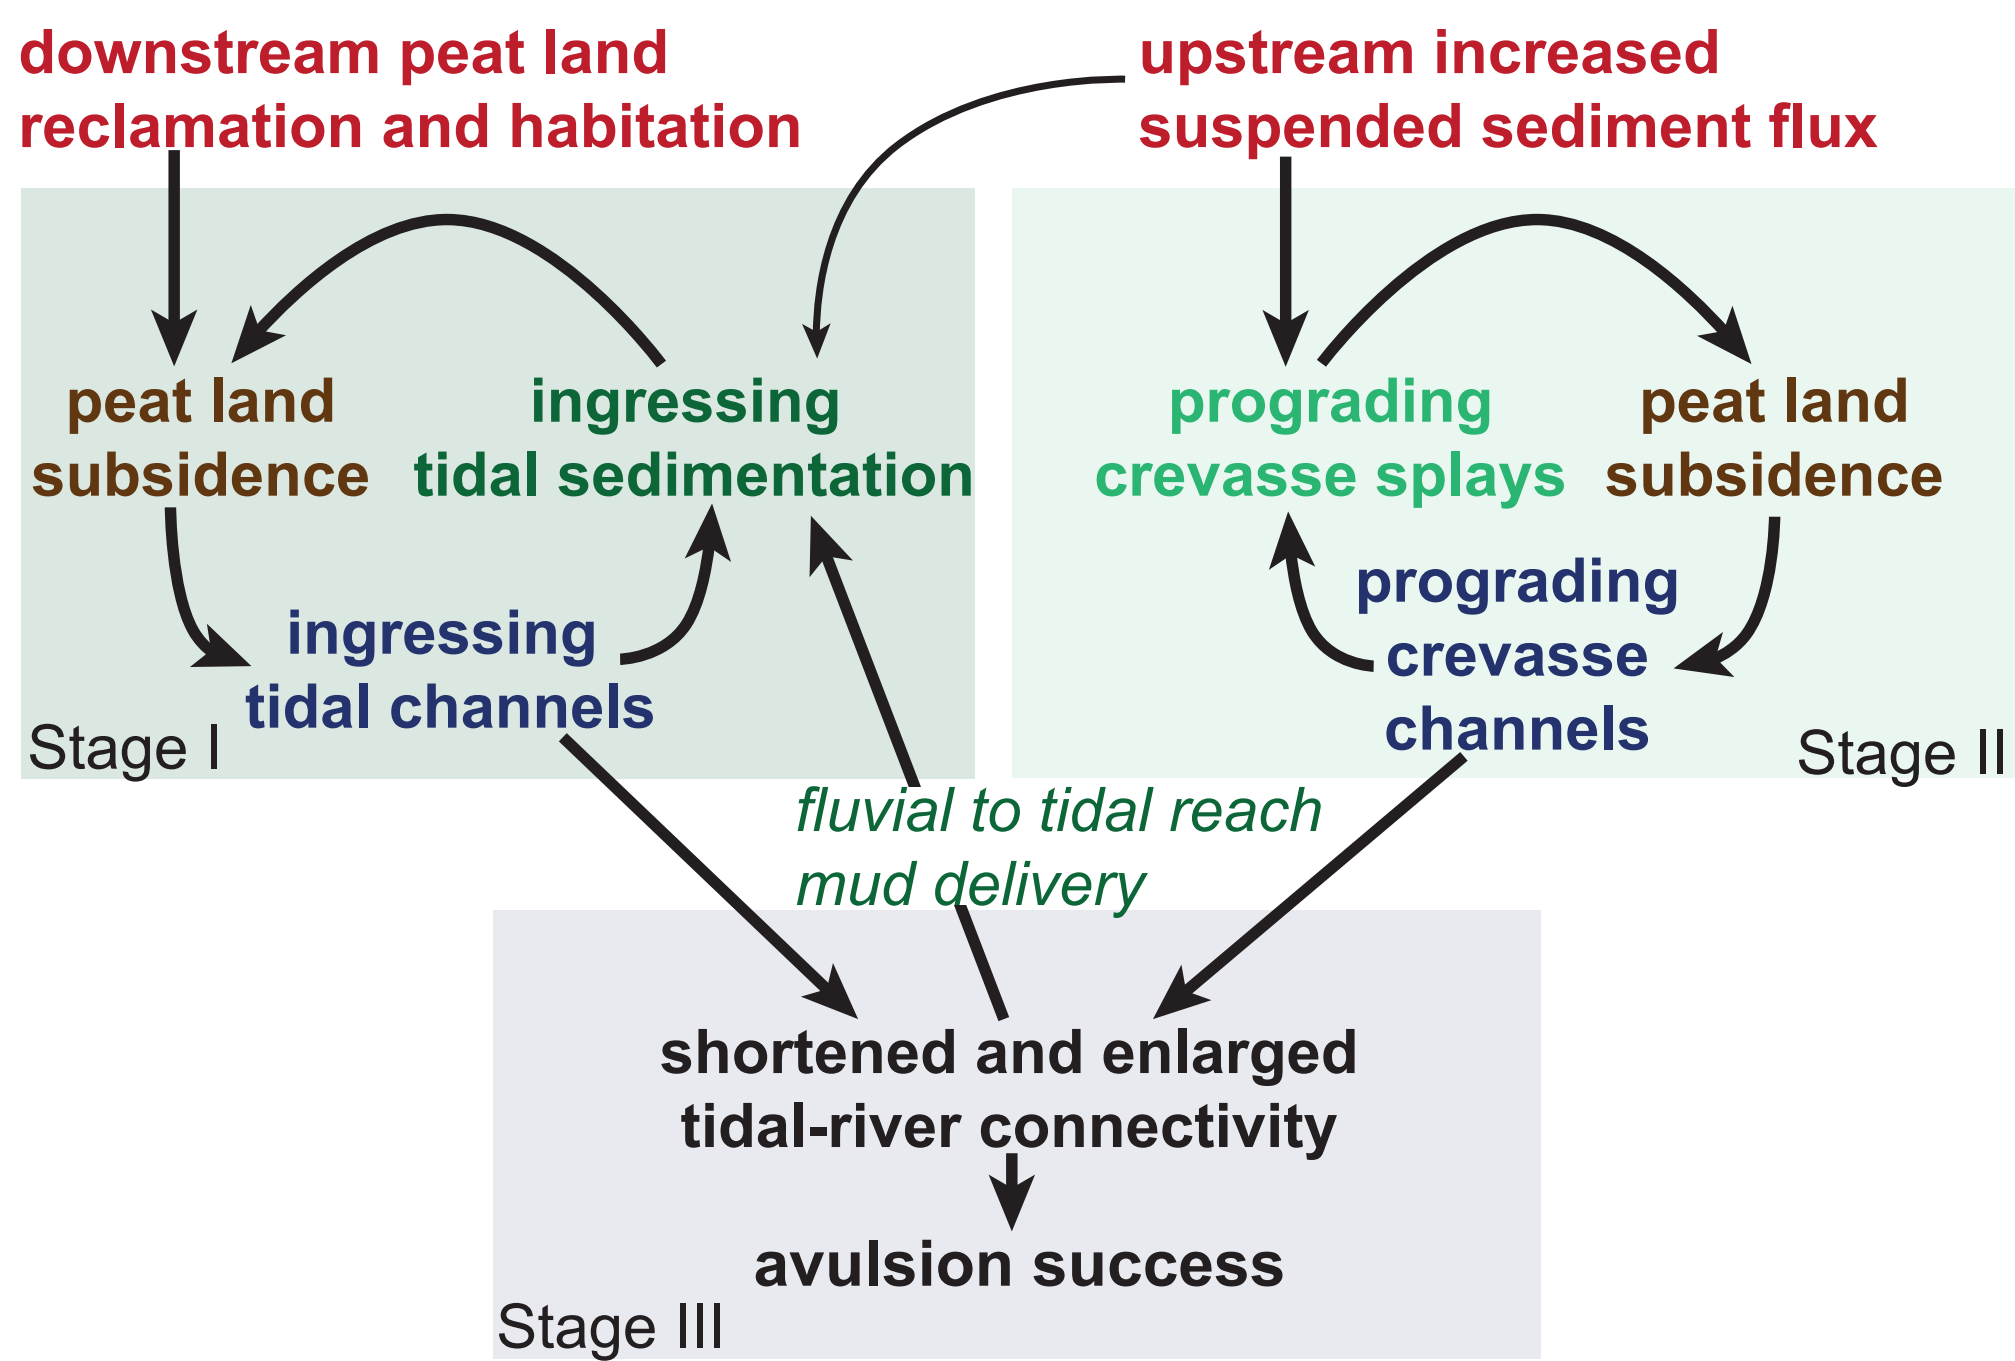 downstream peat land
reclamation and habitation
upstream increased
suspended sediment flux
peat land
subsidence
ingressing
tidal sedimentation
ingressing
tidal channels
Stage I
prograding
crevasse splays
peat land
subsidence
prograding
crevasse
channels
Stage II
fluvial to tidal reach
mud delivery
shortened and enlarged
tidal-river connectivity
avulsion success
Stage III